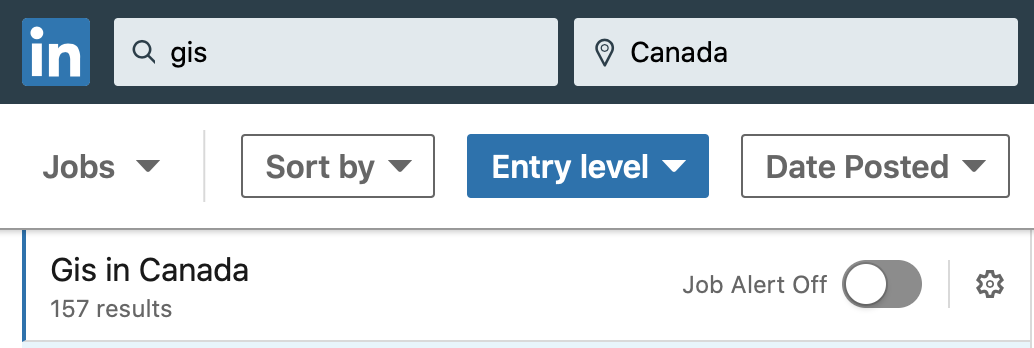 in gis Canada
Jobs Sort by Entry level Date Posted
Gis in Canada
Job Alert Off
157 results